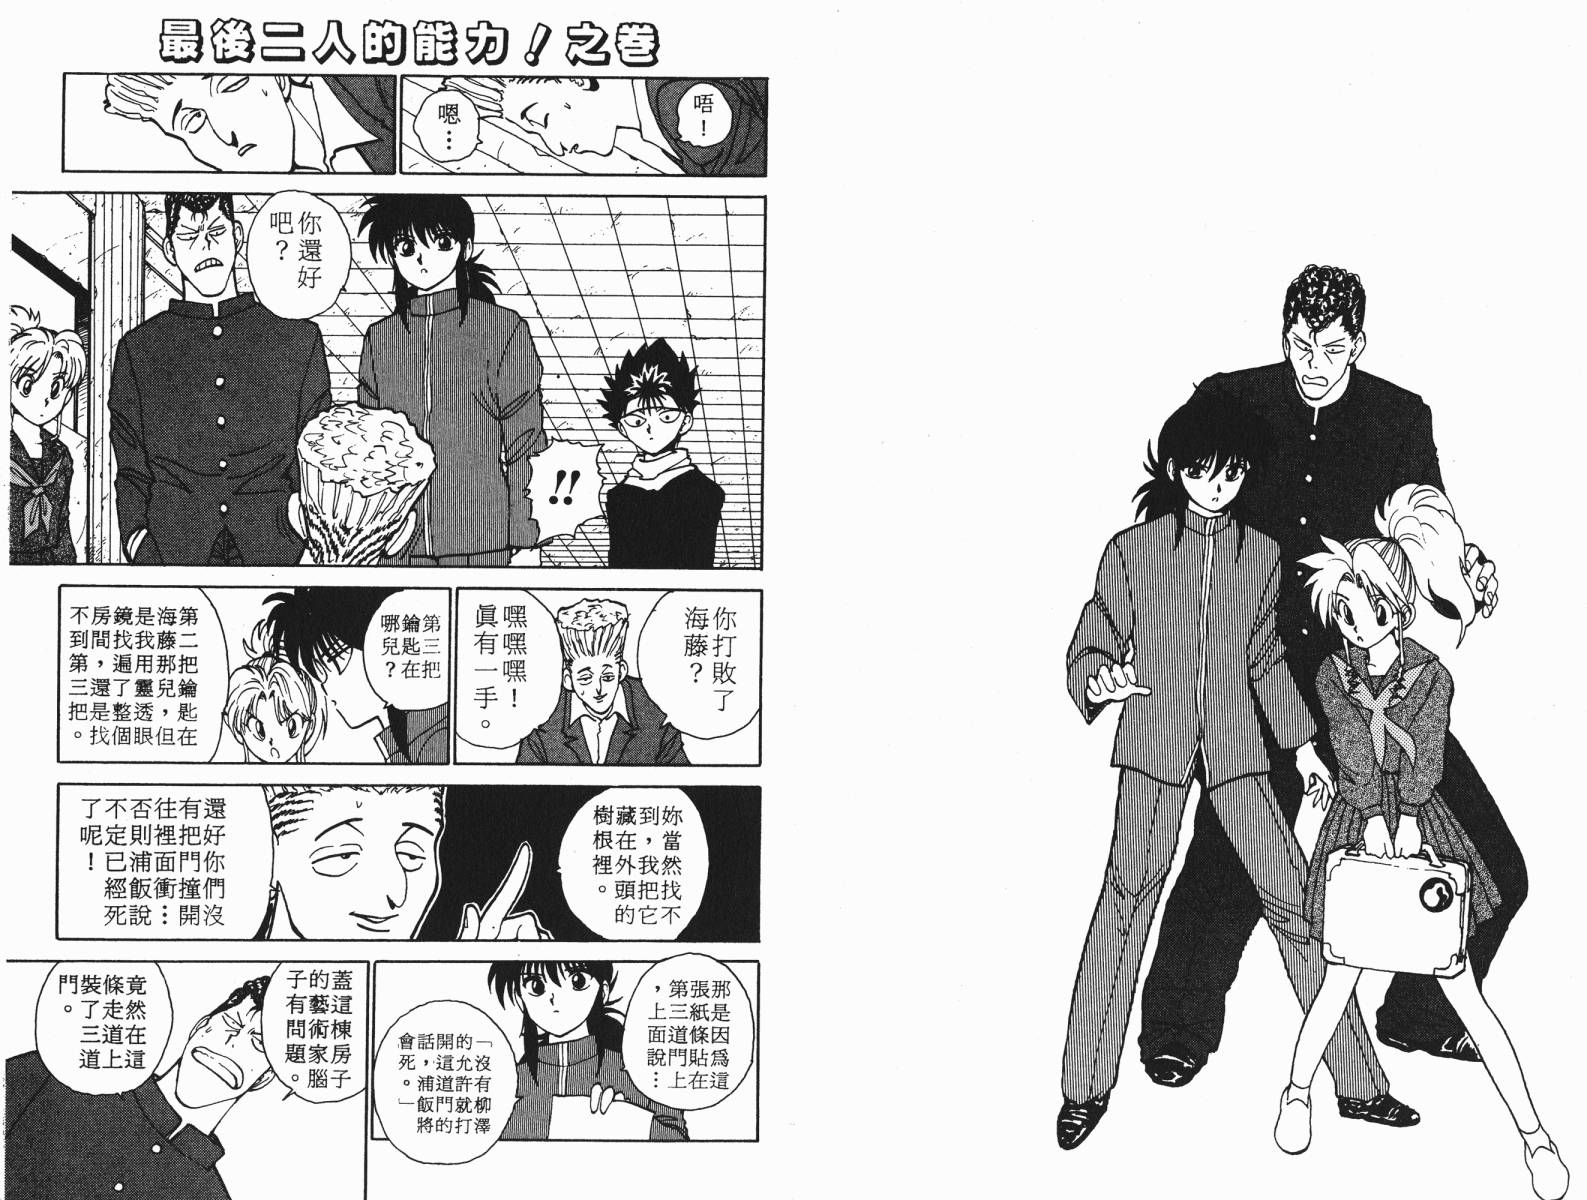 最後二人的能力！之卷
唔！
嗯…
你還好
吧？
!!
你打敗了
海藤？
嘿嘿嘿！
真有一手。
第三把
鑰匙在
哪兒？
第二把鑰匙在
海藤那兒，但
是我用靈透眼
鏡找遍了整個
房間，還是找
不到第三把。
妳當然找不
到，我把它
藏在外頭的
樹根裡。
還好你們沒
有把門撞開
往裡面衝…
否則浦飯說
不定已經死
了呢！
那是因為這
張紙條貼在
第三道門上
，上面說…
「沒有柳澤
的允許就打
開這道門的
話，浦飯將
會死。」
蓋這棟房子
的藝術家腦
子有問題。
竟然在這
條走道上
裝了三道
門。